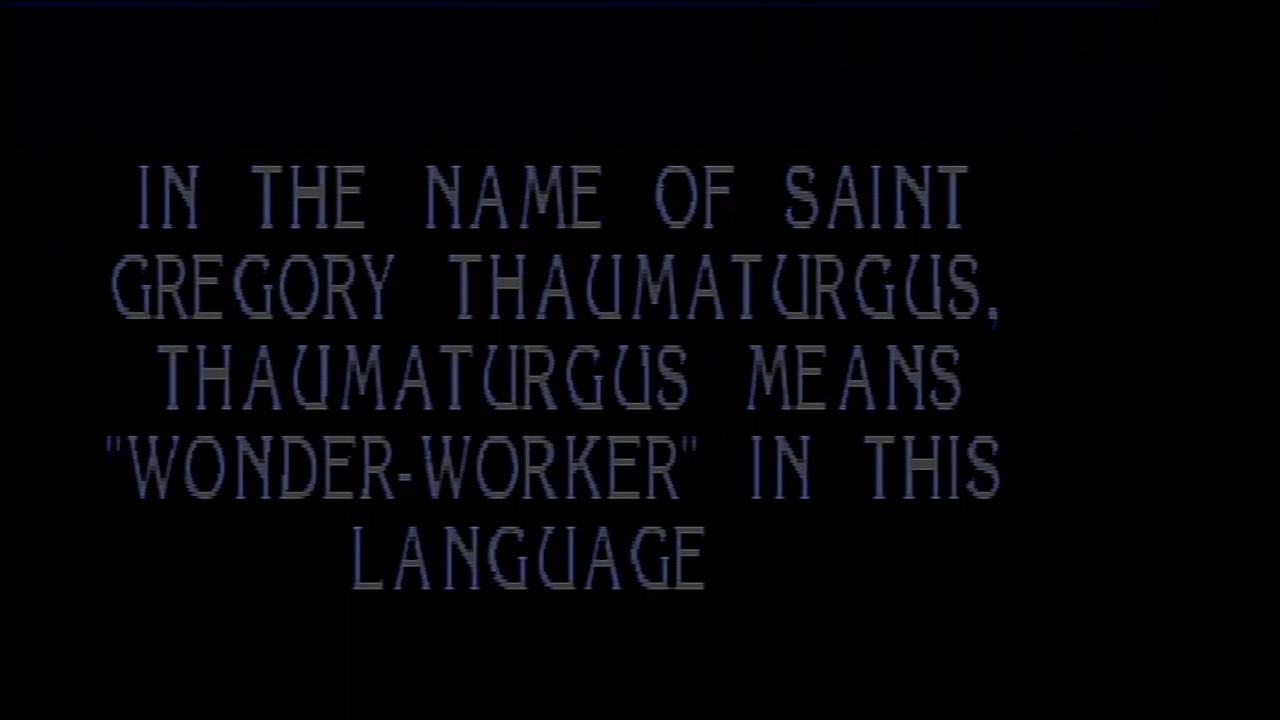 IN THE NAME OF SAINT
GREGORY THAUMATURGUS,
THAUMATURGUS MEANS
"WONDER-WORKER" IN THIS
LANGUAGE